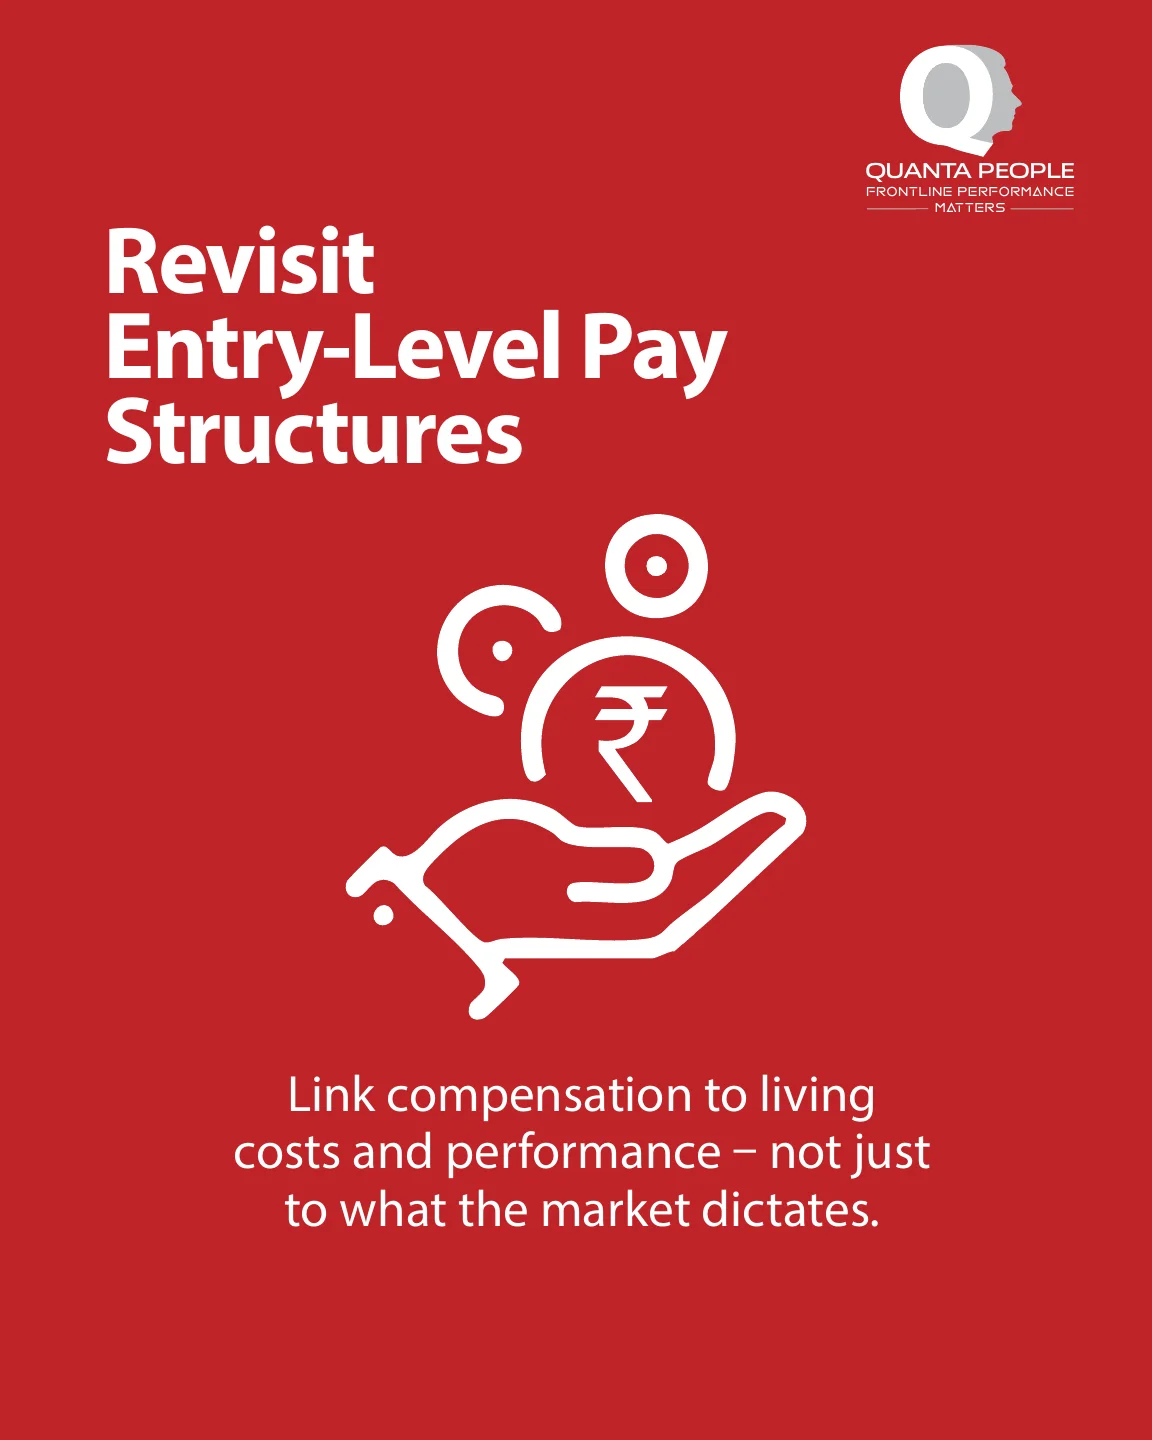 QUANTA PEOPLE
FRONTLINE PERFORMANCE
MATTERS
Revisit
Entry-Level Pay
Structures
₹
Link compensation to living
costs and performance – not just
to what the market dictates.